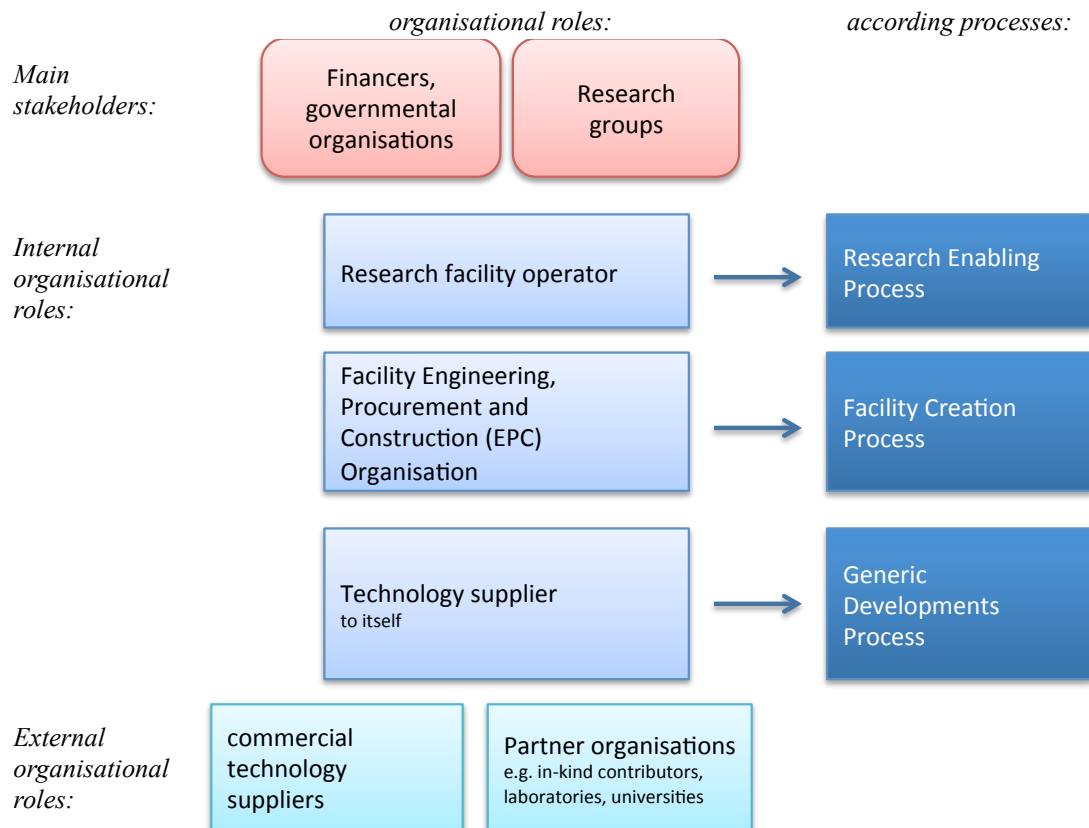 organisational roles:
according processes:
Main
stakeholders:
Financers,
governmental
organisations
Research
groups
Internal
organisational
roles:
Research facility operator
Research Enabling
Process
Facility Engineering,
Procurement and
Construction (EPC)
Organisation
Facility Creation
Process
Technology supplier
to itself
Generic
Developments
Process
External
organisational
roles:
commercial
technology
suppliers
Partner organisations
e.g. in-kind contributors,
laboratories, universities